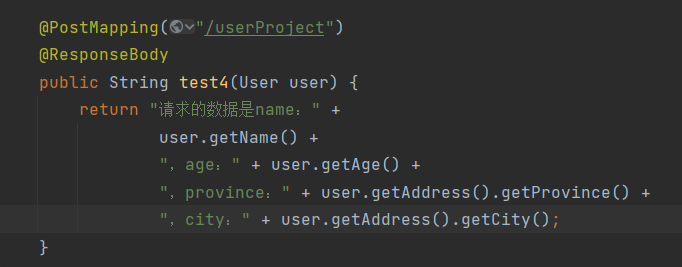 @PostMapping("/userProject")
@ResponseBody
public String test4(User user) {
return "请求的数据是name：" +
user.getName() +
"，age：" + user.getAge() +
"，province：" + user.getAddress().getProvince() +
"，city：" + user.getAddress().getCity();
}